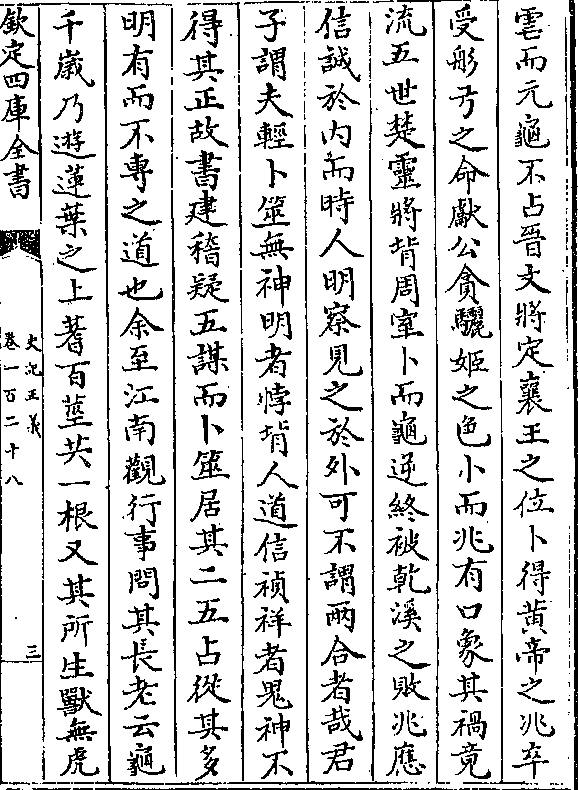 雩而元龜不占晉文將定襄王之位卜得黄帝之兆卒
受彤弓之命獻公貪驪姬之色卜而兆有口象其禍竟
流五世楚靈將背周室卜而龜逆終被乾溪之敗兆應
信誠於内而時人明察見之於外可不謂兩合者哉君
子謂夫輕卜筮無神明者悖背人道信禎祥者鬼神不
得其正故書建稽疑五謀而卜筮居其二五占從其多
明有而不專之道也余至江南觀行事問其長老云龜
千歲乃遊蓮葉之上蓍百莖共一根又其所生獸無虎
欽定四庫全書
史記正義
卷一百二十八
三